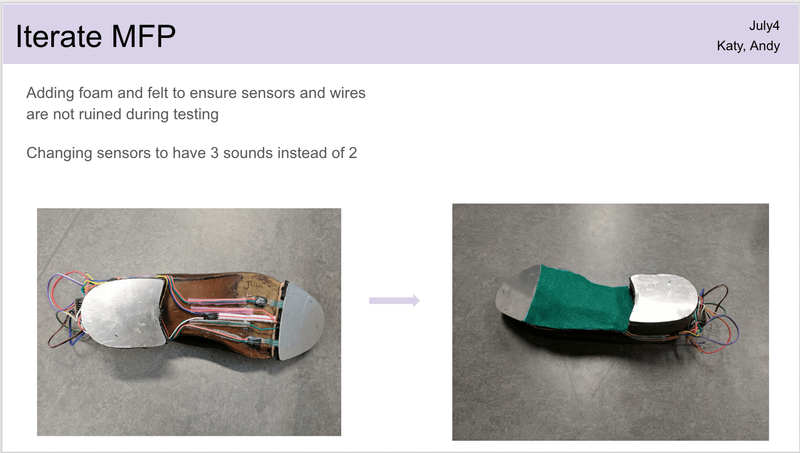 Iterate MFP
July4
Katy, Andy
Adding foam and felt to ensure sensors and wires
are not ruined during testing
Changing sensors to have 3 sounds instead of 2